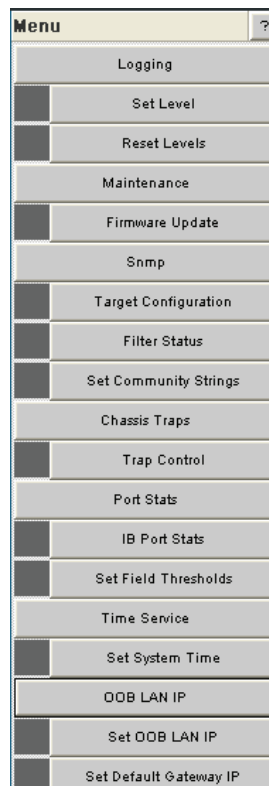 Menu
?
Logging
Set Level
Reset Levels
Maintenance
Firmware Update
Snmp
Target Configuration
Filter Status
Set Community Strings
Chassis Traps
Trap Control
Port Stats
IB Port Stats
Set Field Thresholds
Time Service
Set System Time
OOB LAN IP
Set OOB LAN IP
Set Default Gateway IP